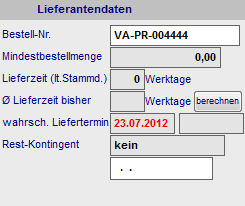 Lieferantendaten
Bestell-Nr. VA-PR-004444
Mindestbestellmenge 0,00
Lieferzeit (lt.Stammd.) 0 Werktage
Ø Lieferzeit bisher Werktage berechnen
wahrsch. Liefertermin 23.07.2012
Rest-Kontingent kein
. .